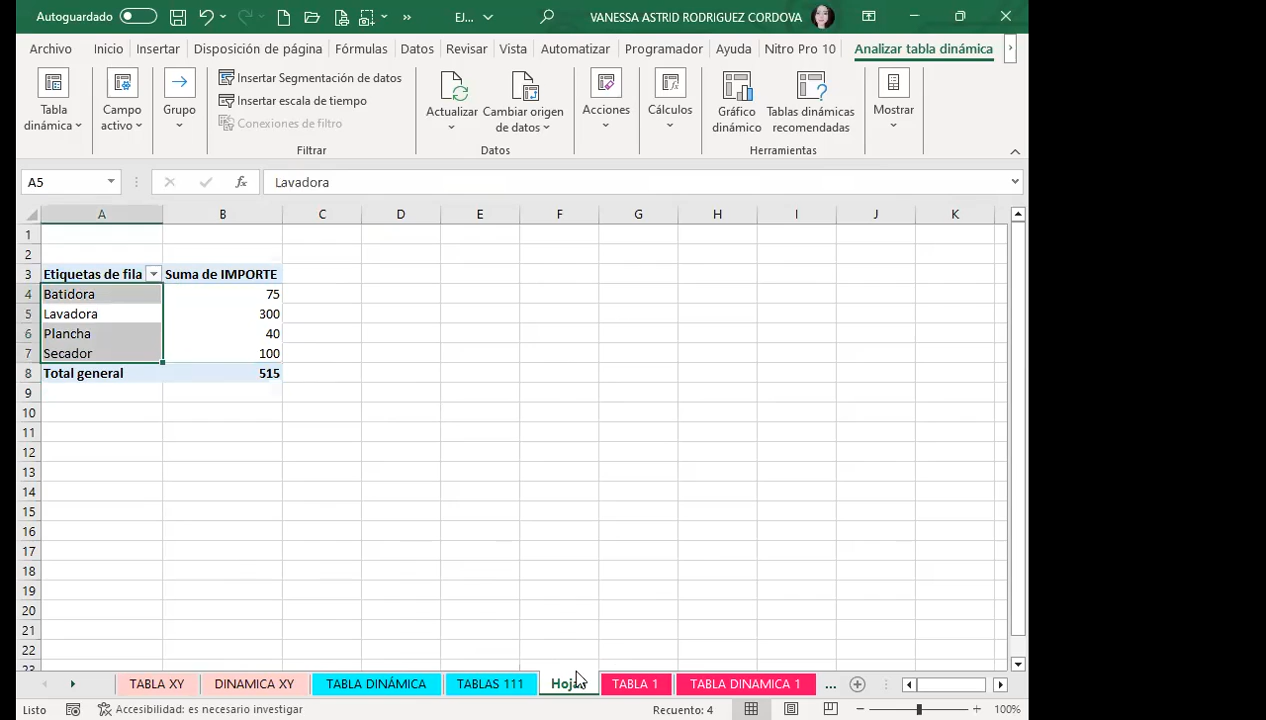 Autoguardado EJ... VANESSA ASTRID RODRIGUEZ CORDOVA
Archivo Inicio Insertar Disposición de página Fórmulas Datos Revisar Vista Automatizar Programador Ayuda Nitro Pro 10 Analizar tabla dinámica
Tabla dinámica
Campo activo
Grupo
Insertar Segmentación de datos
Insertar escala de tiempo
Conexiones de filtro
Filtrar
Actualizar
Cambiar origen de datos
Datos
Acciones
Cálculos
Gráfico dinámico
Tablas dinámicas recomendadas
Herramientas
Mostrar
A5 fx Lavadora
A B C D E F G H I J K
1
2
3 Etiquetas de fila Suma de IMPORTE
4 Batidora 75
5 Lavadora 300
6 Plancha 40
7 Secador 100
8 Total general 515
9
10
11
12
13
14
15
16
17
18
19
20
21
22
23
TABLA XY DINAMICA XY TABLA DINÁMICA TABLAS 111 TABLA 1 TABLA DINAMICA 1 ...
Listo Accesibilidad: es necesario investigar Recuento: 4 100%